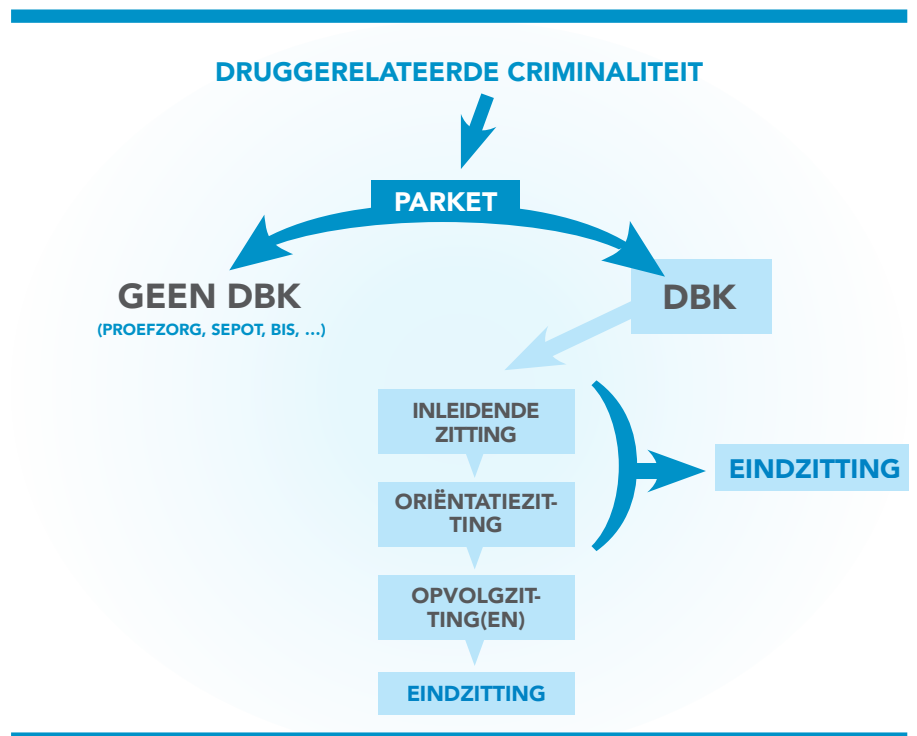 DRUGGERELATEERDE CRIMINALITEIT
PARKET
GEEN DBK
(PROEFZORG, SEPOT, BIS, ...)
DBK
INLEIDENDE
ZITTING
ORIËNTATIEZIT-
TING
OPVOLGZIT-
TING(EN)
EINDZITTING
EINDZITTING